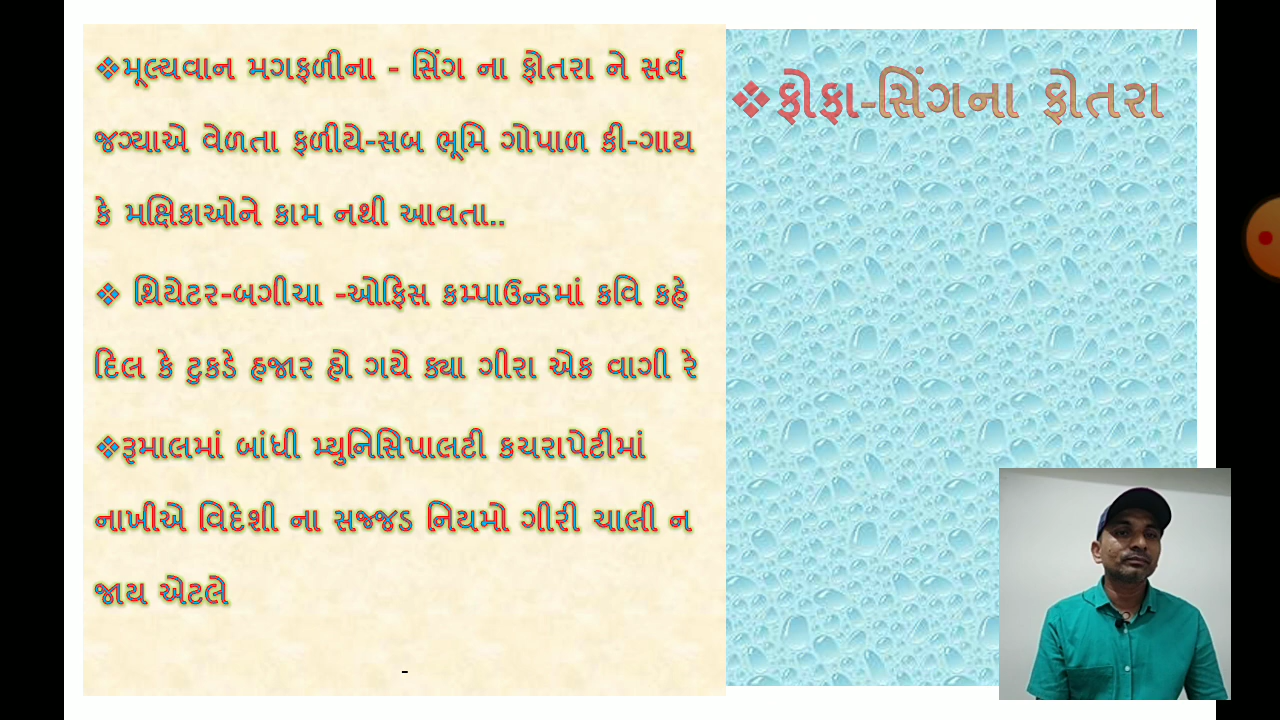 ❖મૂલ્યવાન મગફળીના - સિંગ ના ફોતરા ને સર્વ
જગ્યાએ વેળતા ફળીયે-સબ ભૂમિ ગોપાળ કી-ગાય
કે મક્ષિકાઓને કામ નથી આવતા..
❖ થિયેટર-બગીચા -ઓફિસ કમ્પાઉન્ડમાં કવિ કહે
દિલ કે ટુકડે હજાર હો ગયે ક્યા ગીરા એક વાગી રે
❖રૂમાલમાં બાંધી મ્યુનિસિપાલટી કચરાપેટીમાં
નાખીએ વિદેશી ના સજ્જડ નિયમો ગીરી ચાલી ન
જાય એટલે
-
❖ફોફા-સિંગના ફોતરા